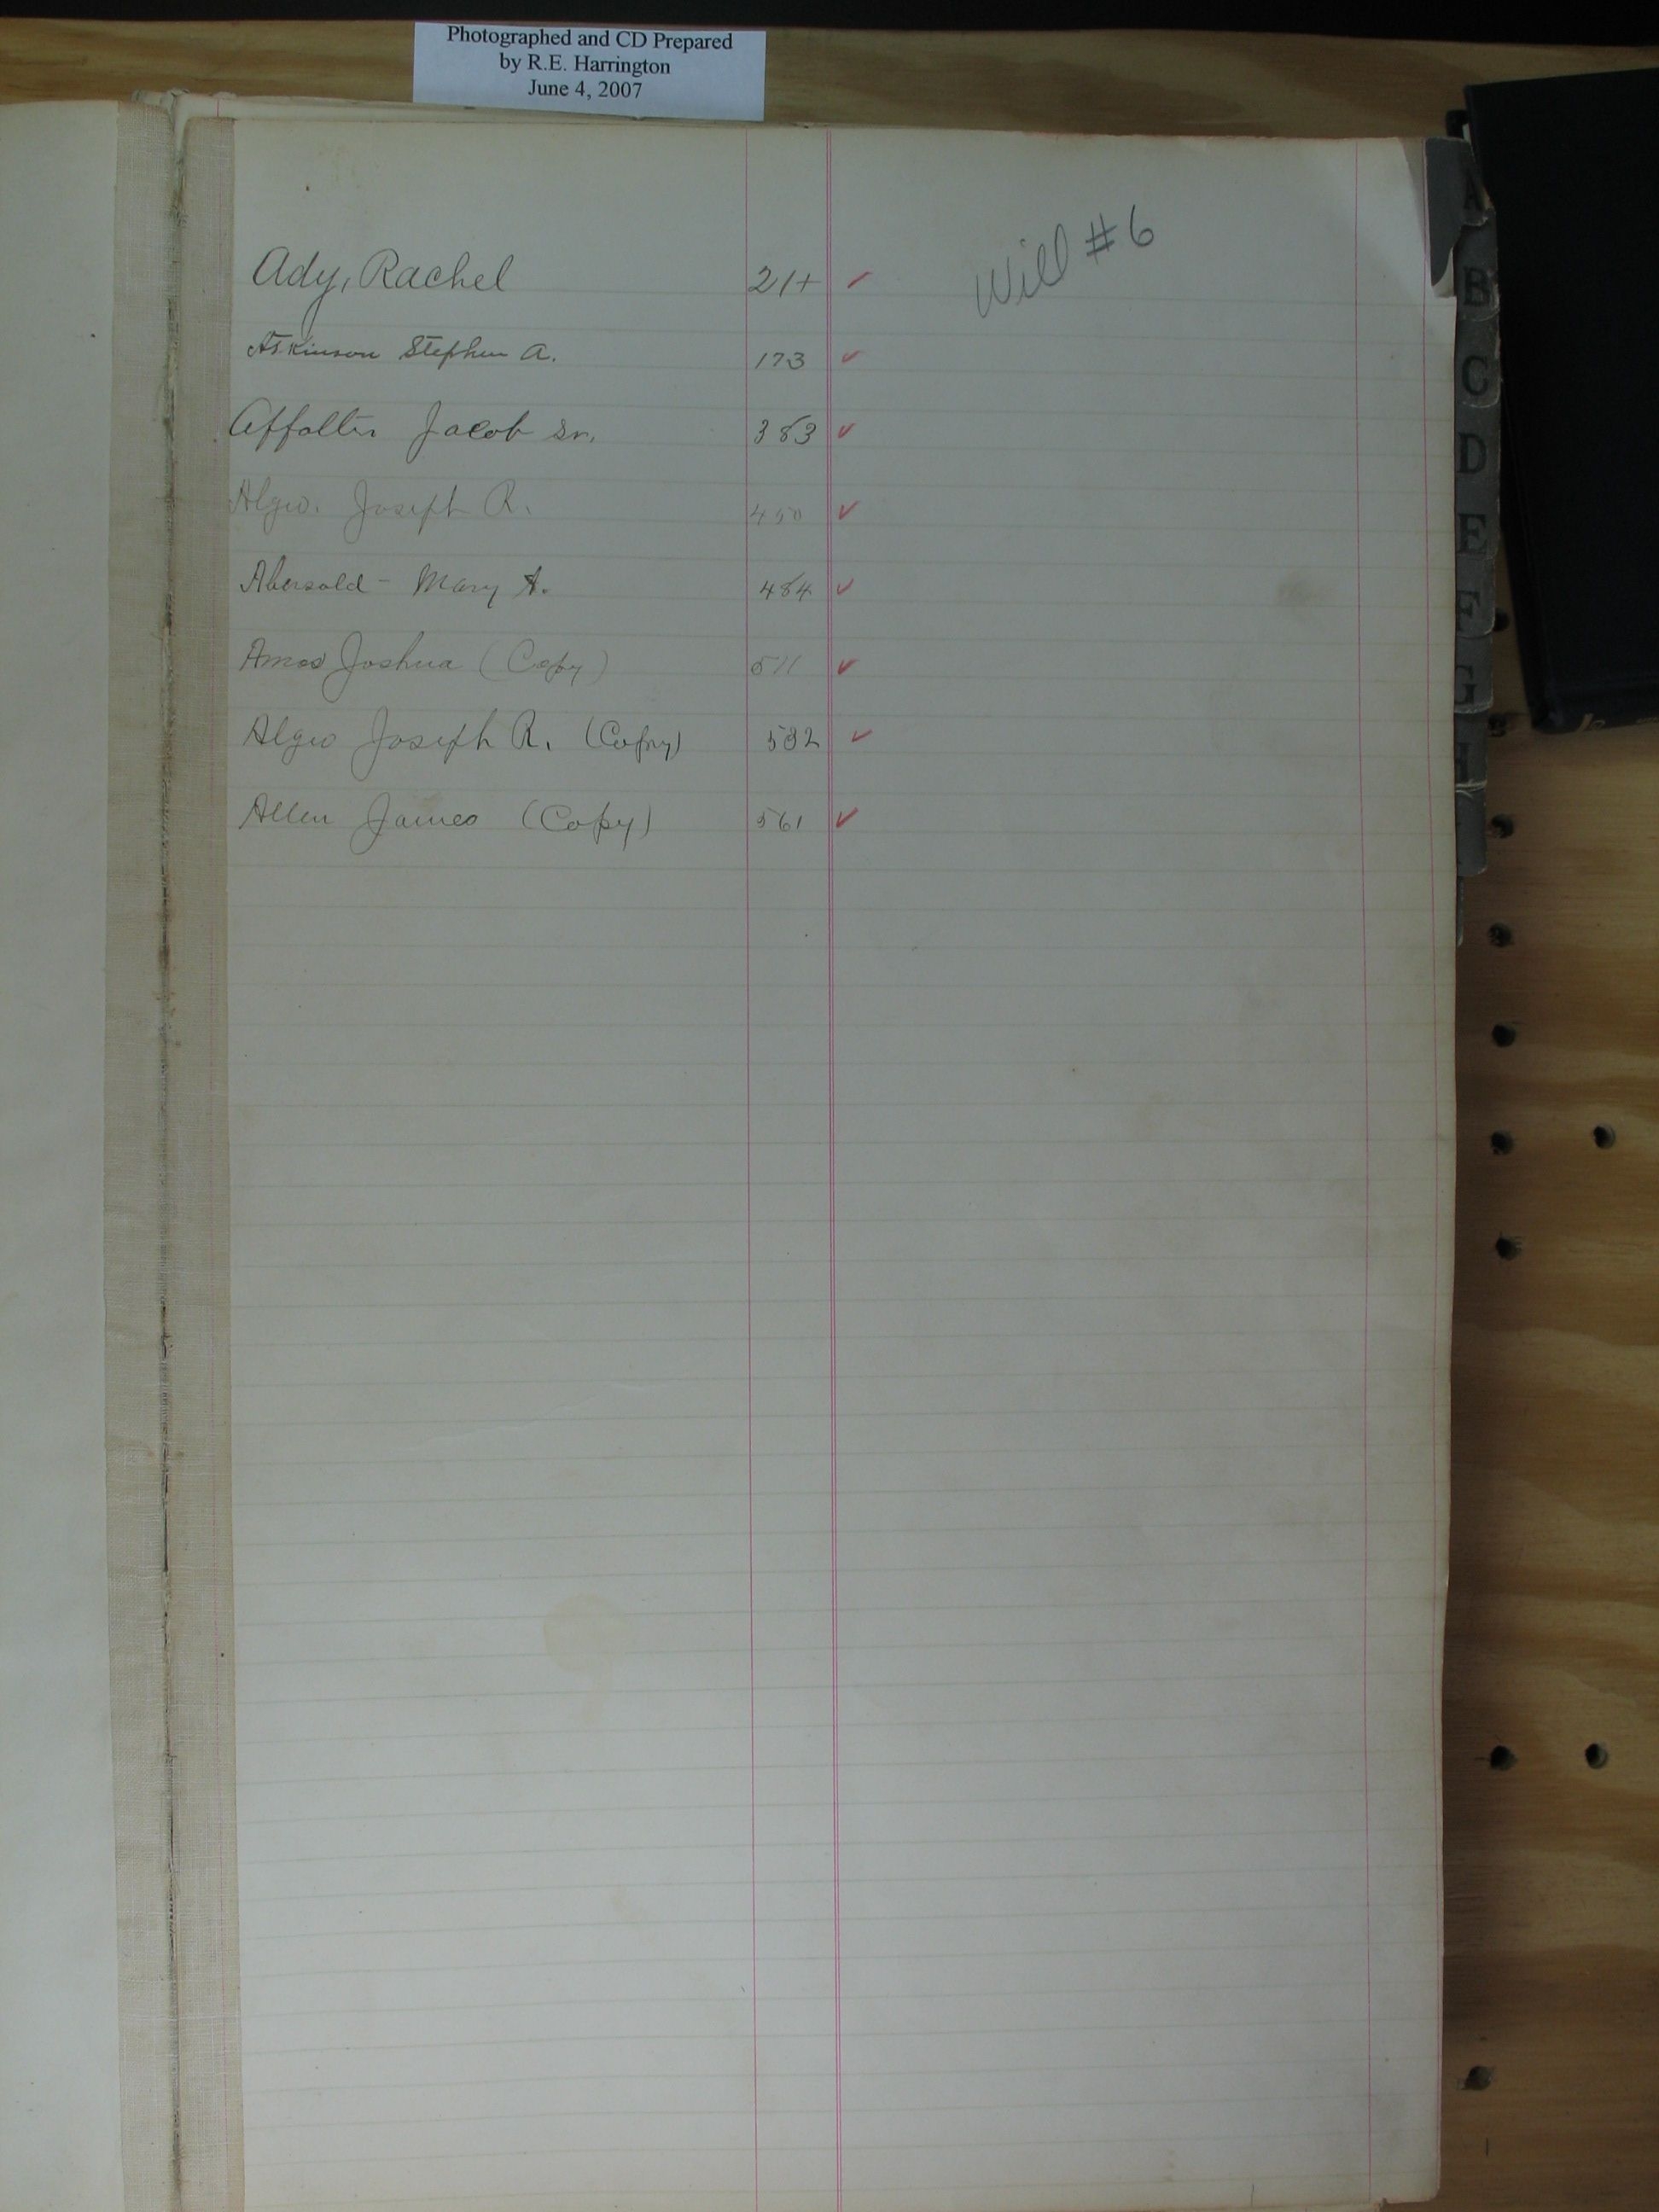 Photographed and CD Prepared
by R.E. Harrington
June 4, 2007
Will #6
Ady, Rachel 21+
Atkinson Stephen A. 173
Affolter Jacob Sr. 383
Algeo. Joseph R. 450
Abersold - Mary A. 484
Amos Joshua (Copy) 511
Algeo Joseph R. (Copy) 532
Allen James (Copy) 561
A
B
C
D
E
F
G
H